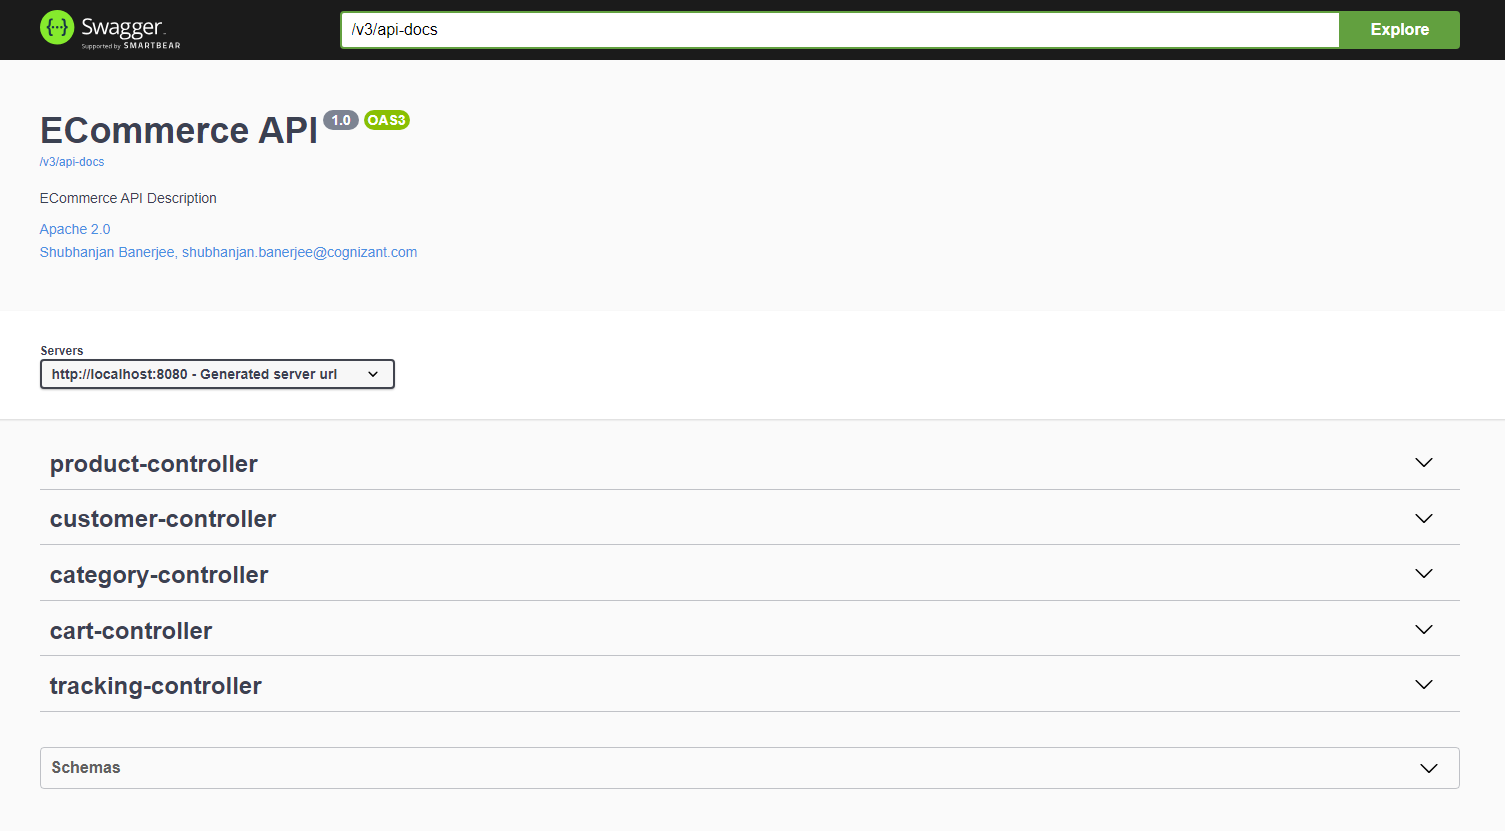 Swagger
Supported by SMARTBEAR
/v3/api-docs
Explore
ECommerce API 1.0 OAS3
/v3/api-docs
ECommerce API Description
Apache 2.0
Shubhanjan Banerjee, shubhanjan.banerjee@cognizant.com
Servers
http://localhost:8080 - Generated server url
product-controller
customer-controller
category-controller
cart-controller
tracking-controller
Schemas